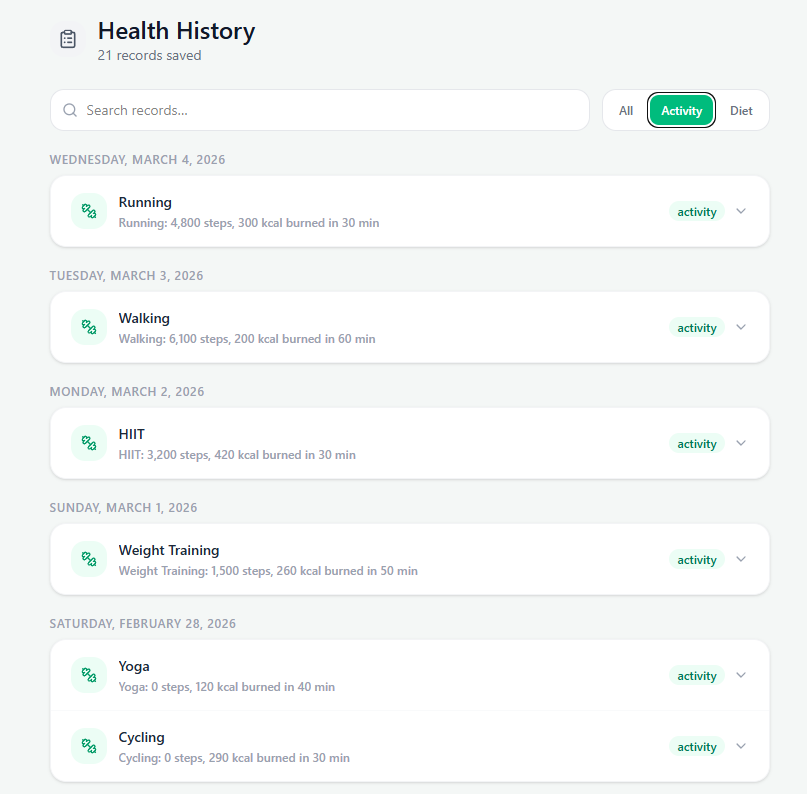 Health History
21 records saved
Search records...
All Activity Diet
WEDNESDAY, MARCH 4, 2026
Running
Running: 4,800 steps, 300 kcal burned in 30 min
activity
TUESDAY, MARCH 3, 2026
Walking
Walking: 6,100 steps, 200 kcal burned in 60 min
activity
MONDAY, MARCH 2, 2026
HIIT
HIIT: 3,200 steps, 420 kcal burned in 30 min
activity
SUNDAY, MARCH 1, 2026
Weight Training
Weight Training: 1,500 steps, 260 kcal burned in 50 min
activity
SATURDAY, FEBRUARY 28, 2026
Yoga
Yoga: 0 steps, 120 kcal burned in 40 min
activity
Cycling
Cycling: 0 steps, 290 kcal burned in 30 min
activity